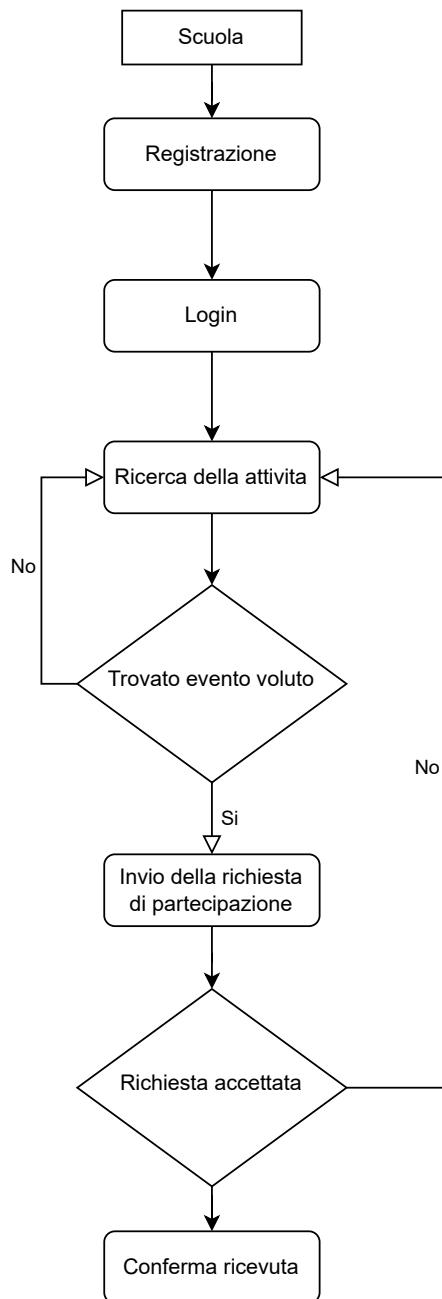 Scuola
Registrazione
Login
Ricerca della attivita
No
Trovato evento voluto
No
Si
Invio della richiesta
di partecipazione
Richiesta accettata
Conferma ricevuta